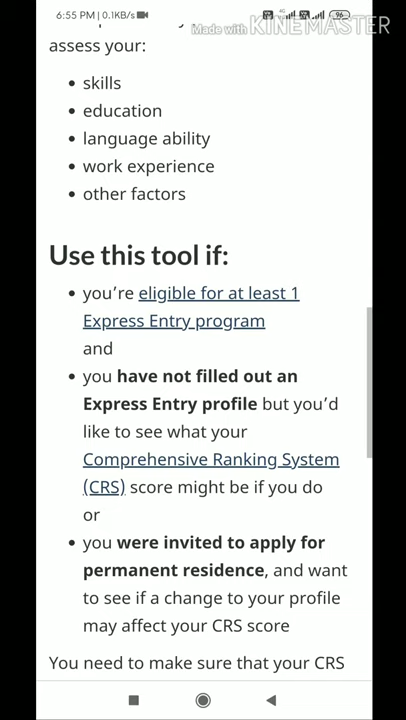 6:55 PM | 0.1KB/s
96
Made with KINEMASTER
assess your:
• skills
• education
• language ability
• work experience
• other factors
Use this tool if:
• you’re eligible for at least 1
Express Entry program
and
• you have not filled out an
Express Entry profile but you’d
like to see what your
Comprehensive Ranking System
(CRS) score might be if you do
or
• you were invited to apply for
permanent residence, and want
to see if a change to your profile
may affect your CRS score
You need to make sure that your CRS